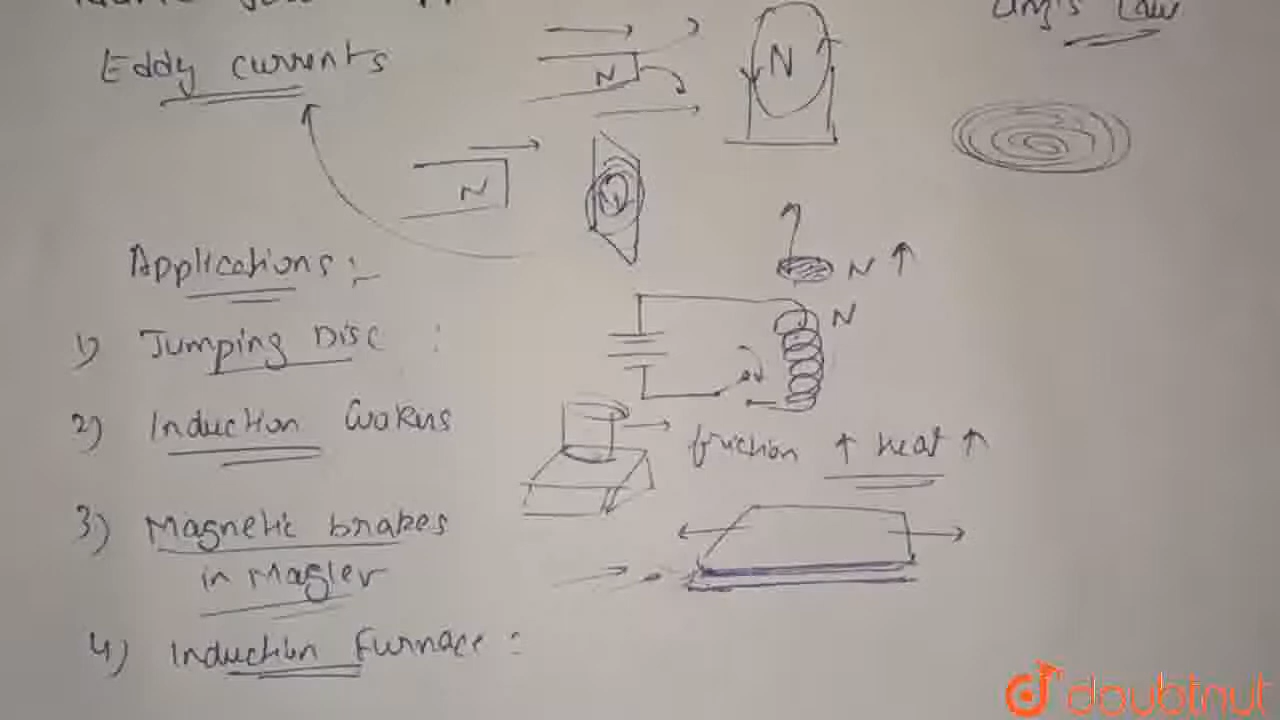 Law
Eddy currents
N
N
N
Applications :-
N ↑
N
1) Jumping Disc :
2) Induction Cookers
friction ↑ heat ↑
3) Magnetic brakes
in Maglev
4) Induction Furnace :
doubtnut